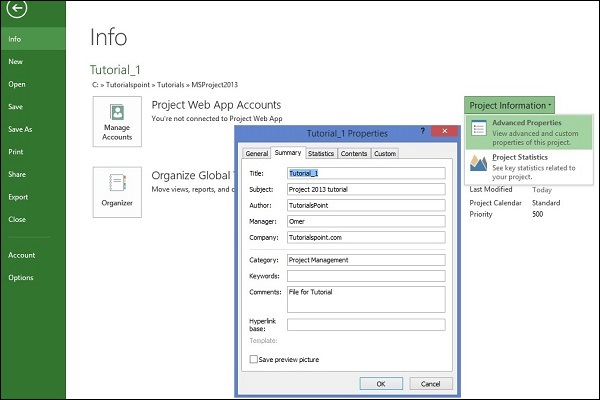 Info
New
Open
Save
Save As
Print
Share
Export
Close
Account
Options
Info
Tutorial_1
C: » Tutorialspoint » Tutorials » MSProject2013
Manage
Accounts
Project Web App Accounts
You're not connected to Project Web App
Organizer
Organize Global
Move views, reports, and
Project Information
Advanced Properties
View advanced and custom
properties of this project.
Project Statistics
See key statistics related to
your project.
Last Modified Today
Project Calendar Standard
Priority 500
Tutorial_1 Properties
? ×
General Summary Statistics Contents Custom
Title: Tutorial_1
Subject: Project 2013 tutorial
Author: TutorialsPoint
Manager: Omer
Company: Tutorialspoint.com
Category: Project Management
Keywords:
Comments: File for Tutorial
Hyperlink
base:
Template:
Save preview picture
OK Cancel